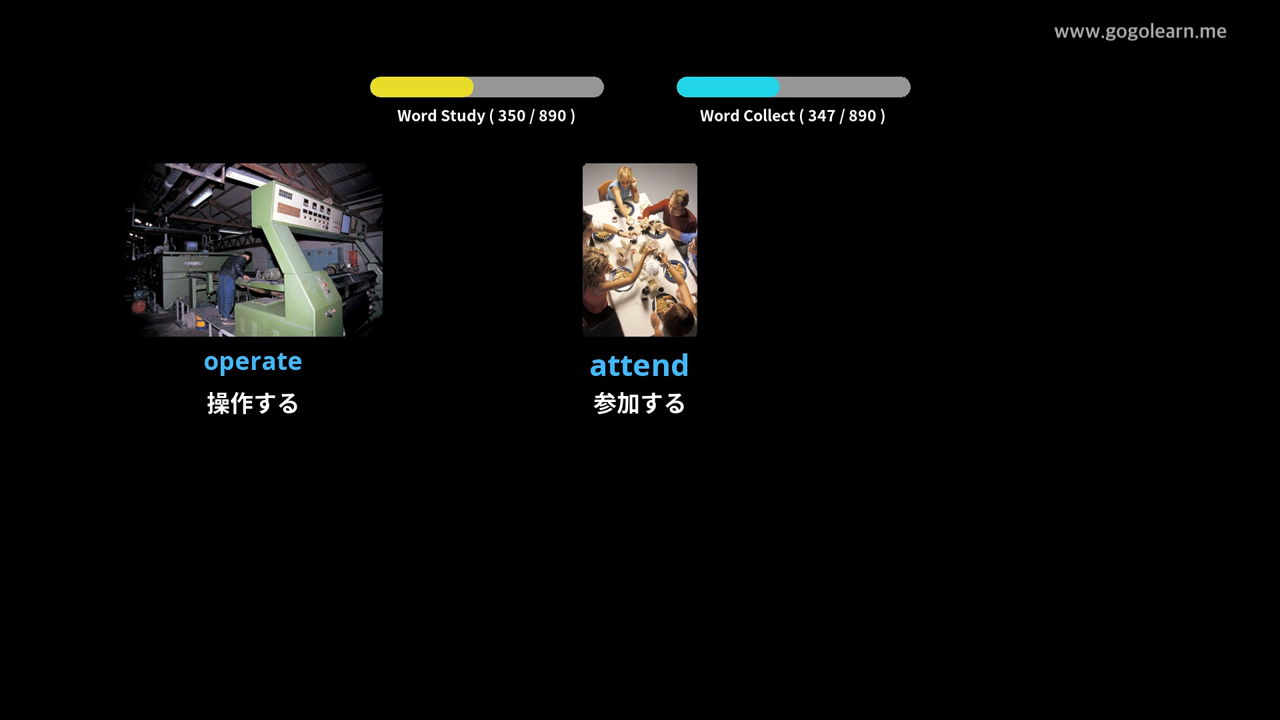 www.gogolearn.me
Word Study ( 350 / 890 )
Word Collect ( 347 / 890 )
operate
操作する
attend
参加する